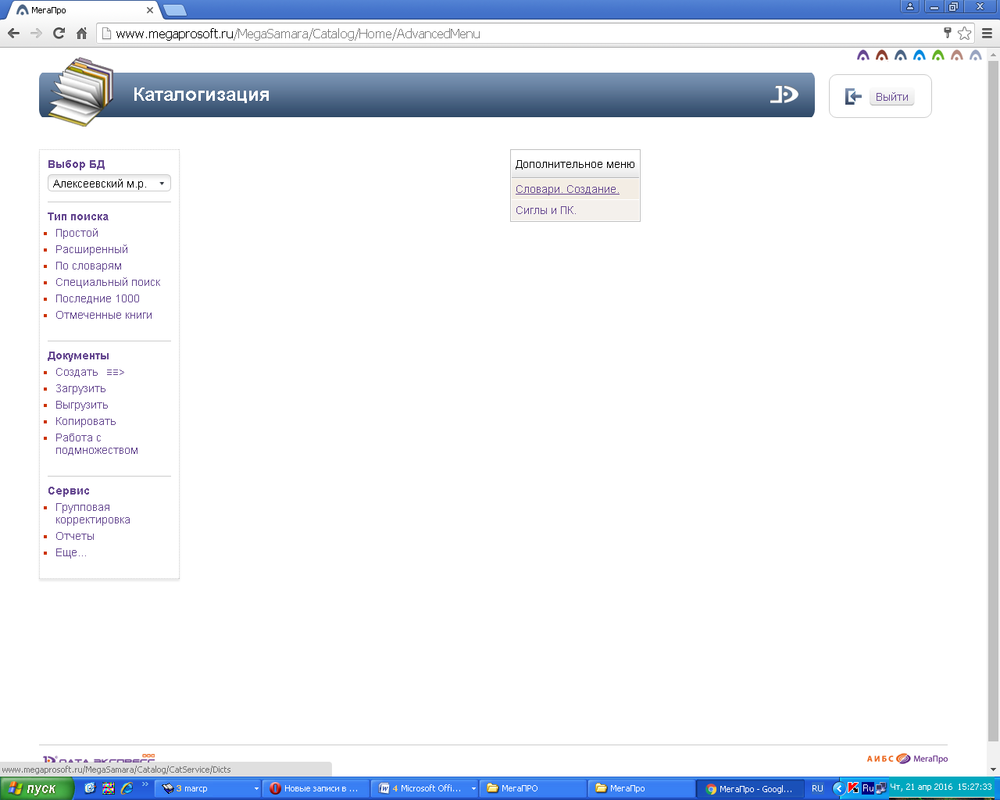 МегаПро
www.megaprosoft.ru/MegaSamara/Catalog/Home/AdvancedMenu
Каталогизация
Выйти
Выбор БД
Алексеевский м.р.
Тип поиска
Простой
Расширенный
По словарям
Специальный поиск
Последние 1000
Отмеченные книги
Документы
Создать ==>
Загрузить
Выгрузить
Копировать
Работа с
подмножеством
Сервис
Групповая
корректировка
Отчеты
Еще...
Дополнительное меню
Словари. Создание.
Сиглы и ПК.
ДАТА ЭКСПРЕСС
АИБС МегаПро
www.megaprosoft.ru/MegaSamara/Catalog/CatService/Dicts
пуск
3 marcp
Новые записи в ...
4 Microsoft Offi...
МегаПРО
МегаПро
МегаПро - Googl...
RU
Ru
Чт, 21 апр 2016 15:27:33